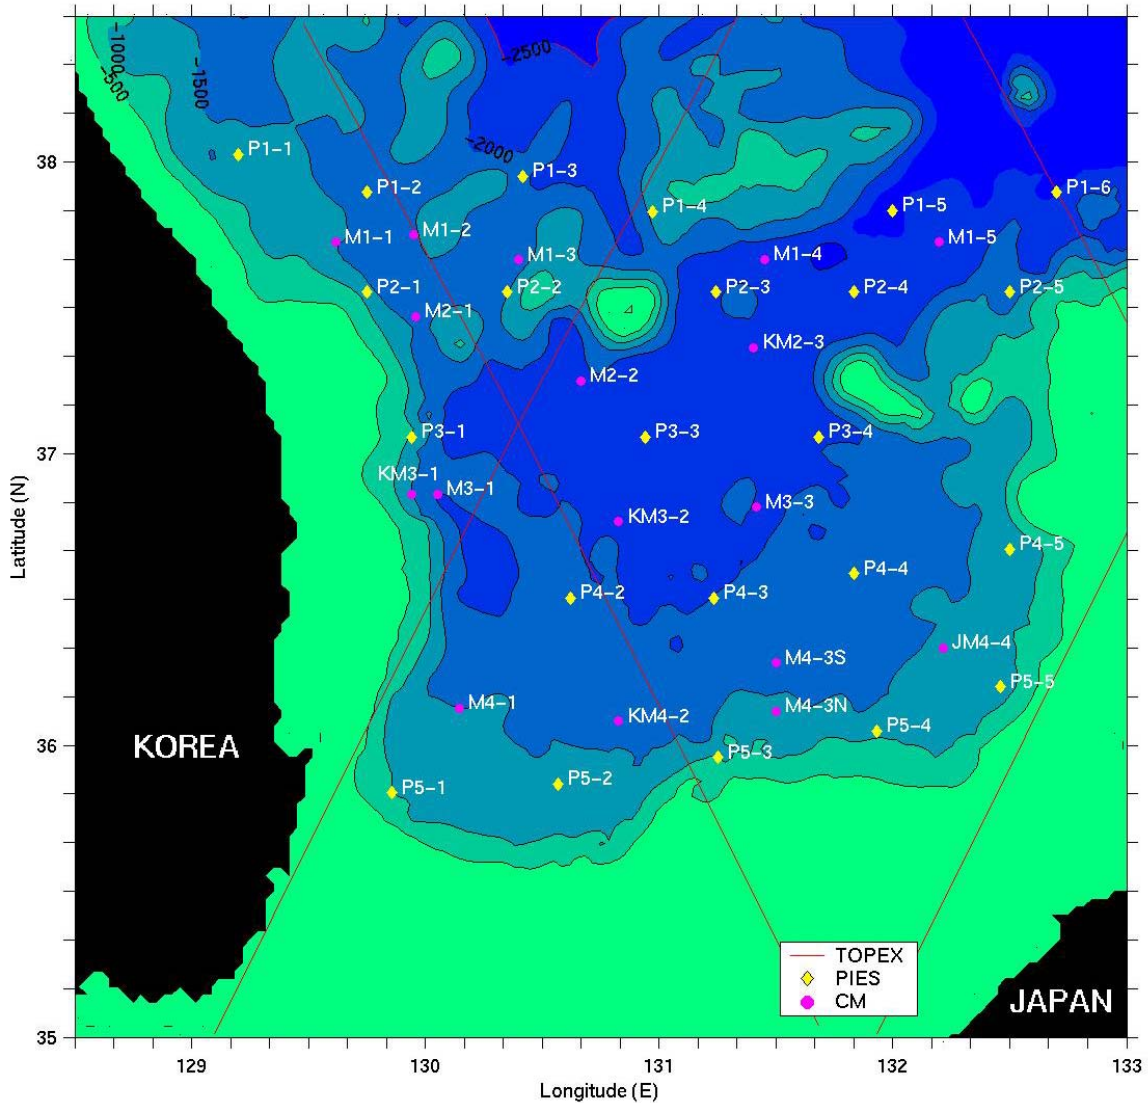 -2500
-1000
-1500
-500
-2000
38
P1-1
P1-3
P1-2
P1-4
P1-5
P1-6
M1-1
M1-2
M1-3
M1-4
M1-5
P2-1
P2-2
P2-3
P2-4
P2-5
M2-1
KM2-3
M2-2
37
P3-1
P3-3
P3-4
KM3-1
M3-1
KM3-2
M3-3
P4-5
P4-4
P4-2
P4-3
JM4-4
M4-3S
P5-5
M4-1
KM4-2
M4-3N
P5-4
36
KOREA
P5-3
P5-2
P5-1
TOPEX
PIES
CM
JAPAN
35
129
130
131
132
133
Longitude (E)
Latitude (N)